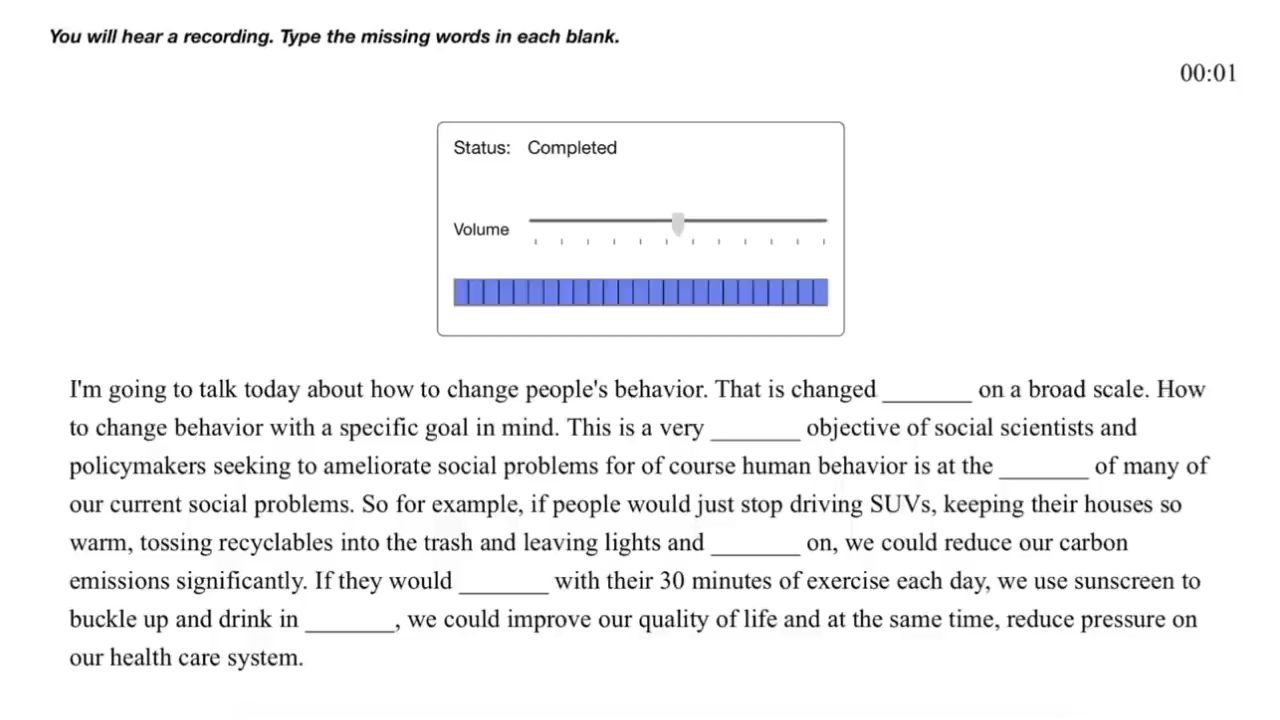 You will hear a recording. Type the missing words in each blank.
00:01
Status: Completed
Volume
I'm going to talk today about how to change people's behavior. That is changed ________ on a broad scale. How
to change behavior with a specific goal in mind. This is a very ________ objective of social scientists and
policymakers seeking to ameliorate social problems for of course human behavior is at the ________ of many of
our current social problems. So for example, if people would just stop driving SUVs, keeping their houses so
warm, tossing recyclables into the trash and leaving lights and ________ on, we could reduce our carbon
emissions significantly. If they would ________ with their 30 minutes of exercise each day, we use sunscreen to
buckle up and drink in ________, we could improve our quality of life and at the same time, reduce pressure on
our health care system.